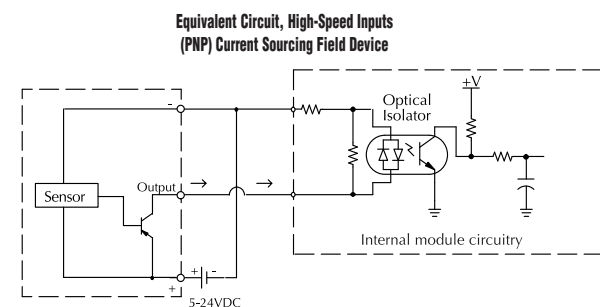 Equivalent Circuit, High-Speed Inputs
(PNP) Current Sourcing Field Device
+V
-
Optical
Isolator
Output
Sensor
Internal module circuitry
+
+ -
5-24VDC